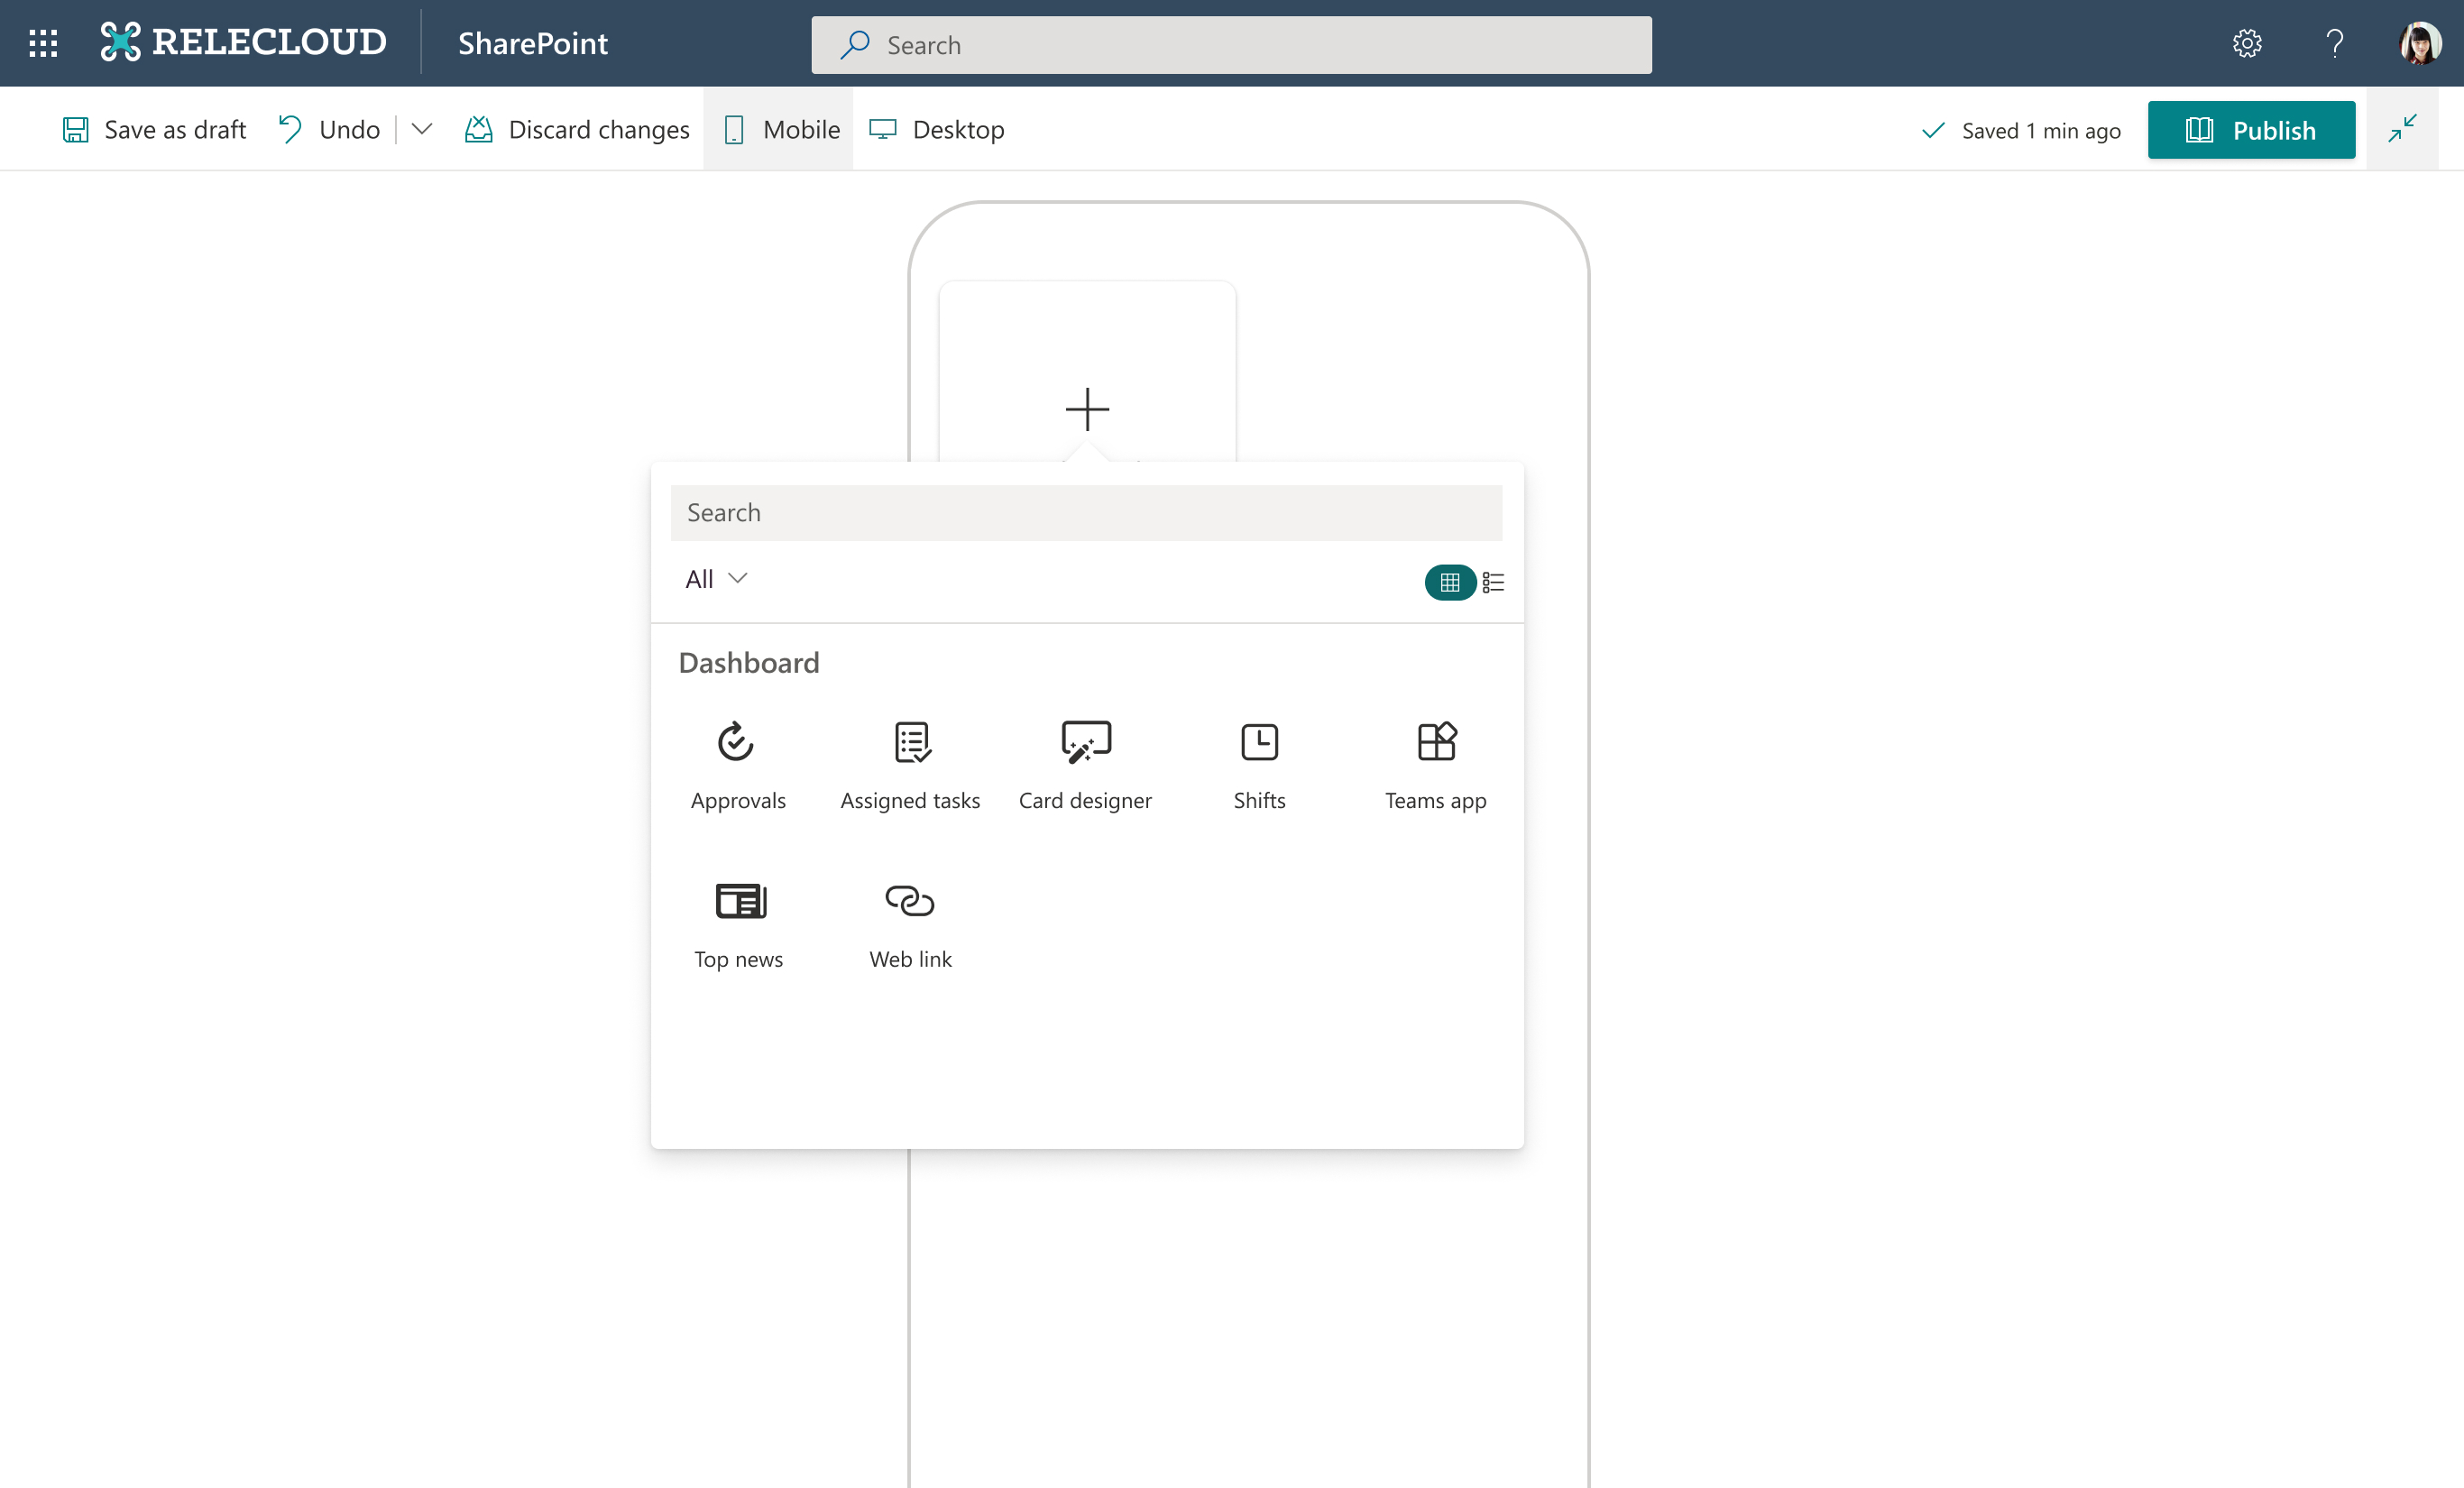 RELECLOUD SharePoint Search
Save as draft Undo Discard changes Mobile Desktop Saved 1 min ago Publish
Search
All
Dashboard
Approvals Assigned tasks Card designer Shifts Teams app
Top news Web link